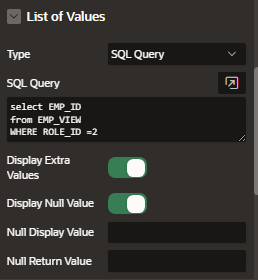 List of Values
Type
SQL Query
SQL Query
select EMP_ID
from EMP_VIEW
WHERE ROLE_ID =2
Display Extra
Values
Display Null Value
Null Display Value
Null Return Value